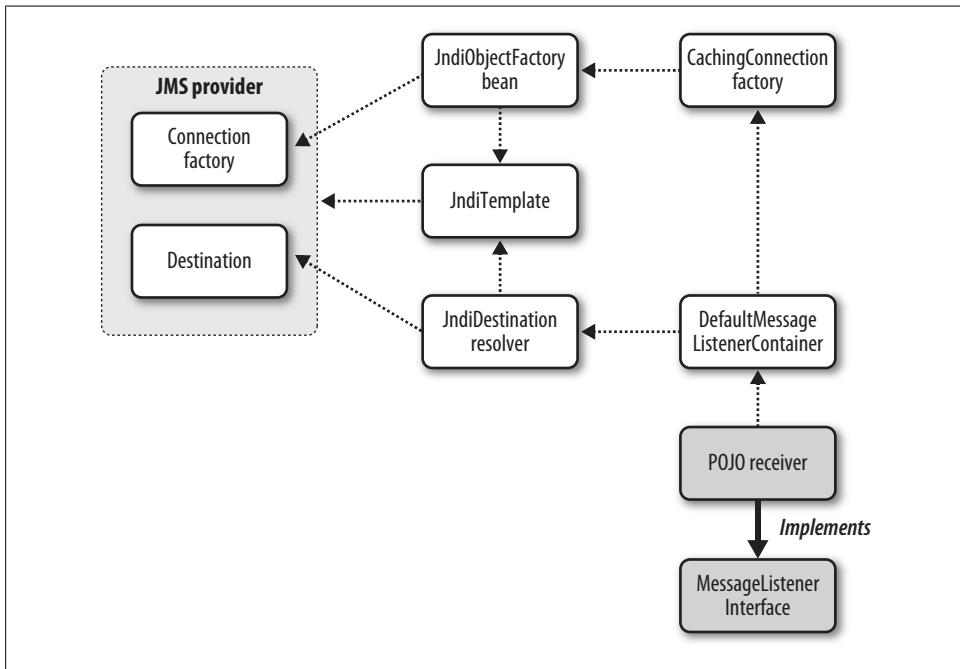 JMS provider
Connection
factory
Destination
JndiObjectFactory
bean
JndiTemplate
JndiDestination
resolver
CachingConnection
factory
DefaultMessage
ListenerContainer
POJO receiver
Implements
MessageListener
Interface